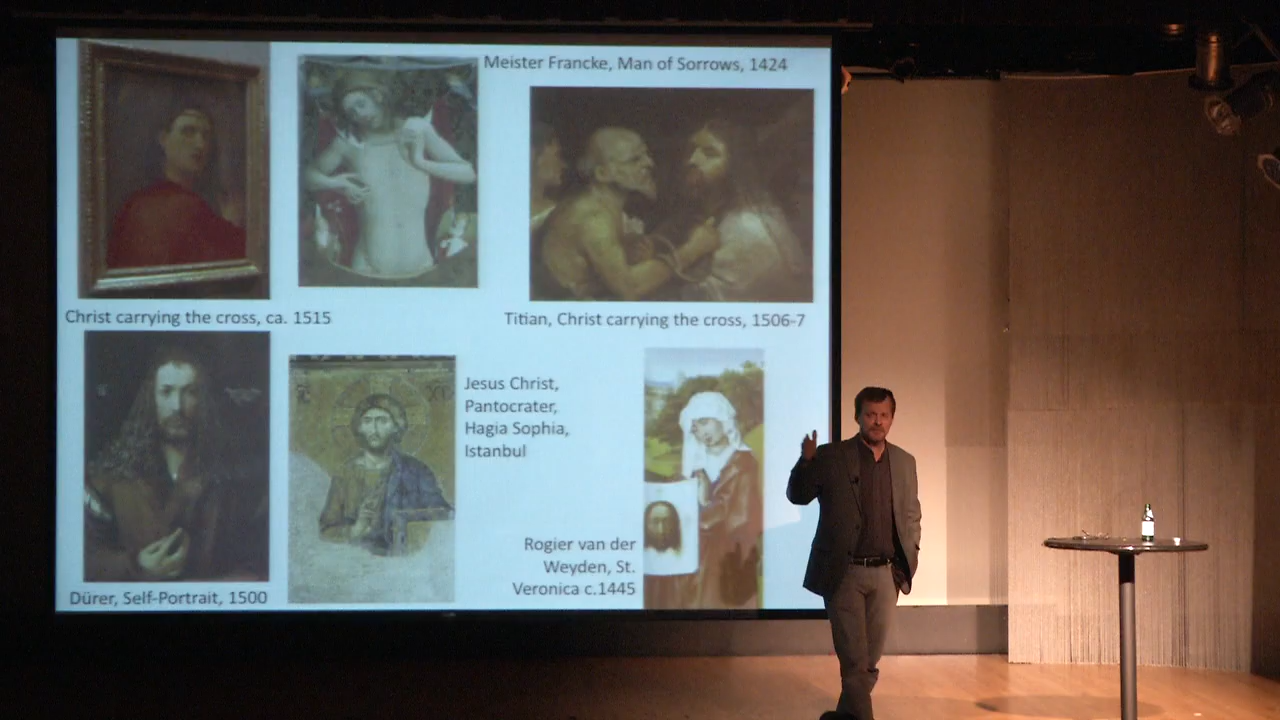 Meister Francke, Man of Sorrows, 1424
Christ carrying the cross, ca. 1515
Titian, Christ carrying the cross, 1506-7
Jesus Christ,
Pantocrater,
Hagia Sophia,
Istanbul
Rogier van der
Weyden, St.
Veronica c.1445
Dürer, Self-Portrait, 1500